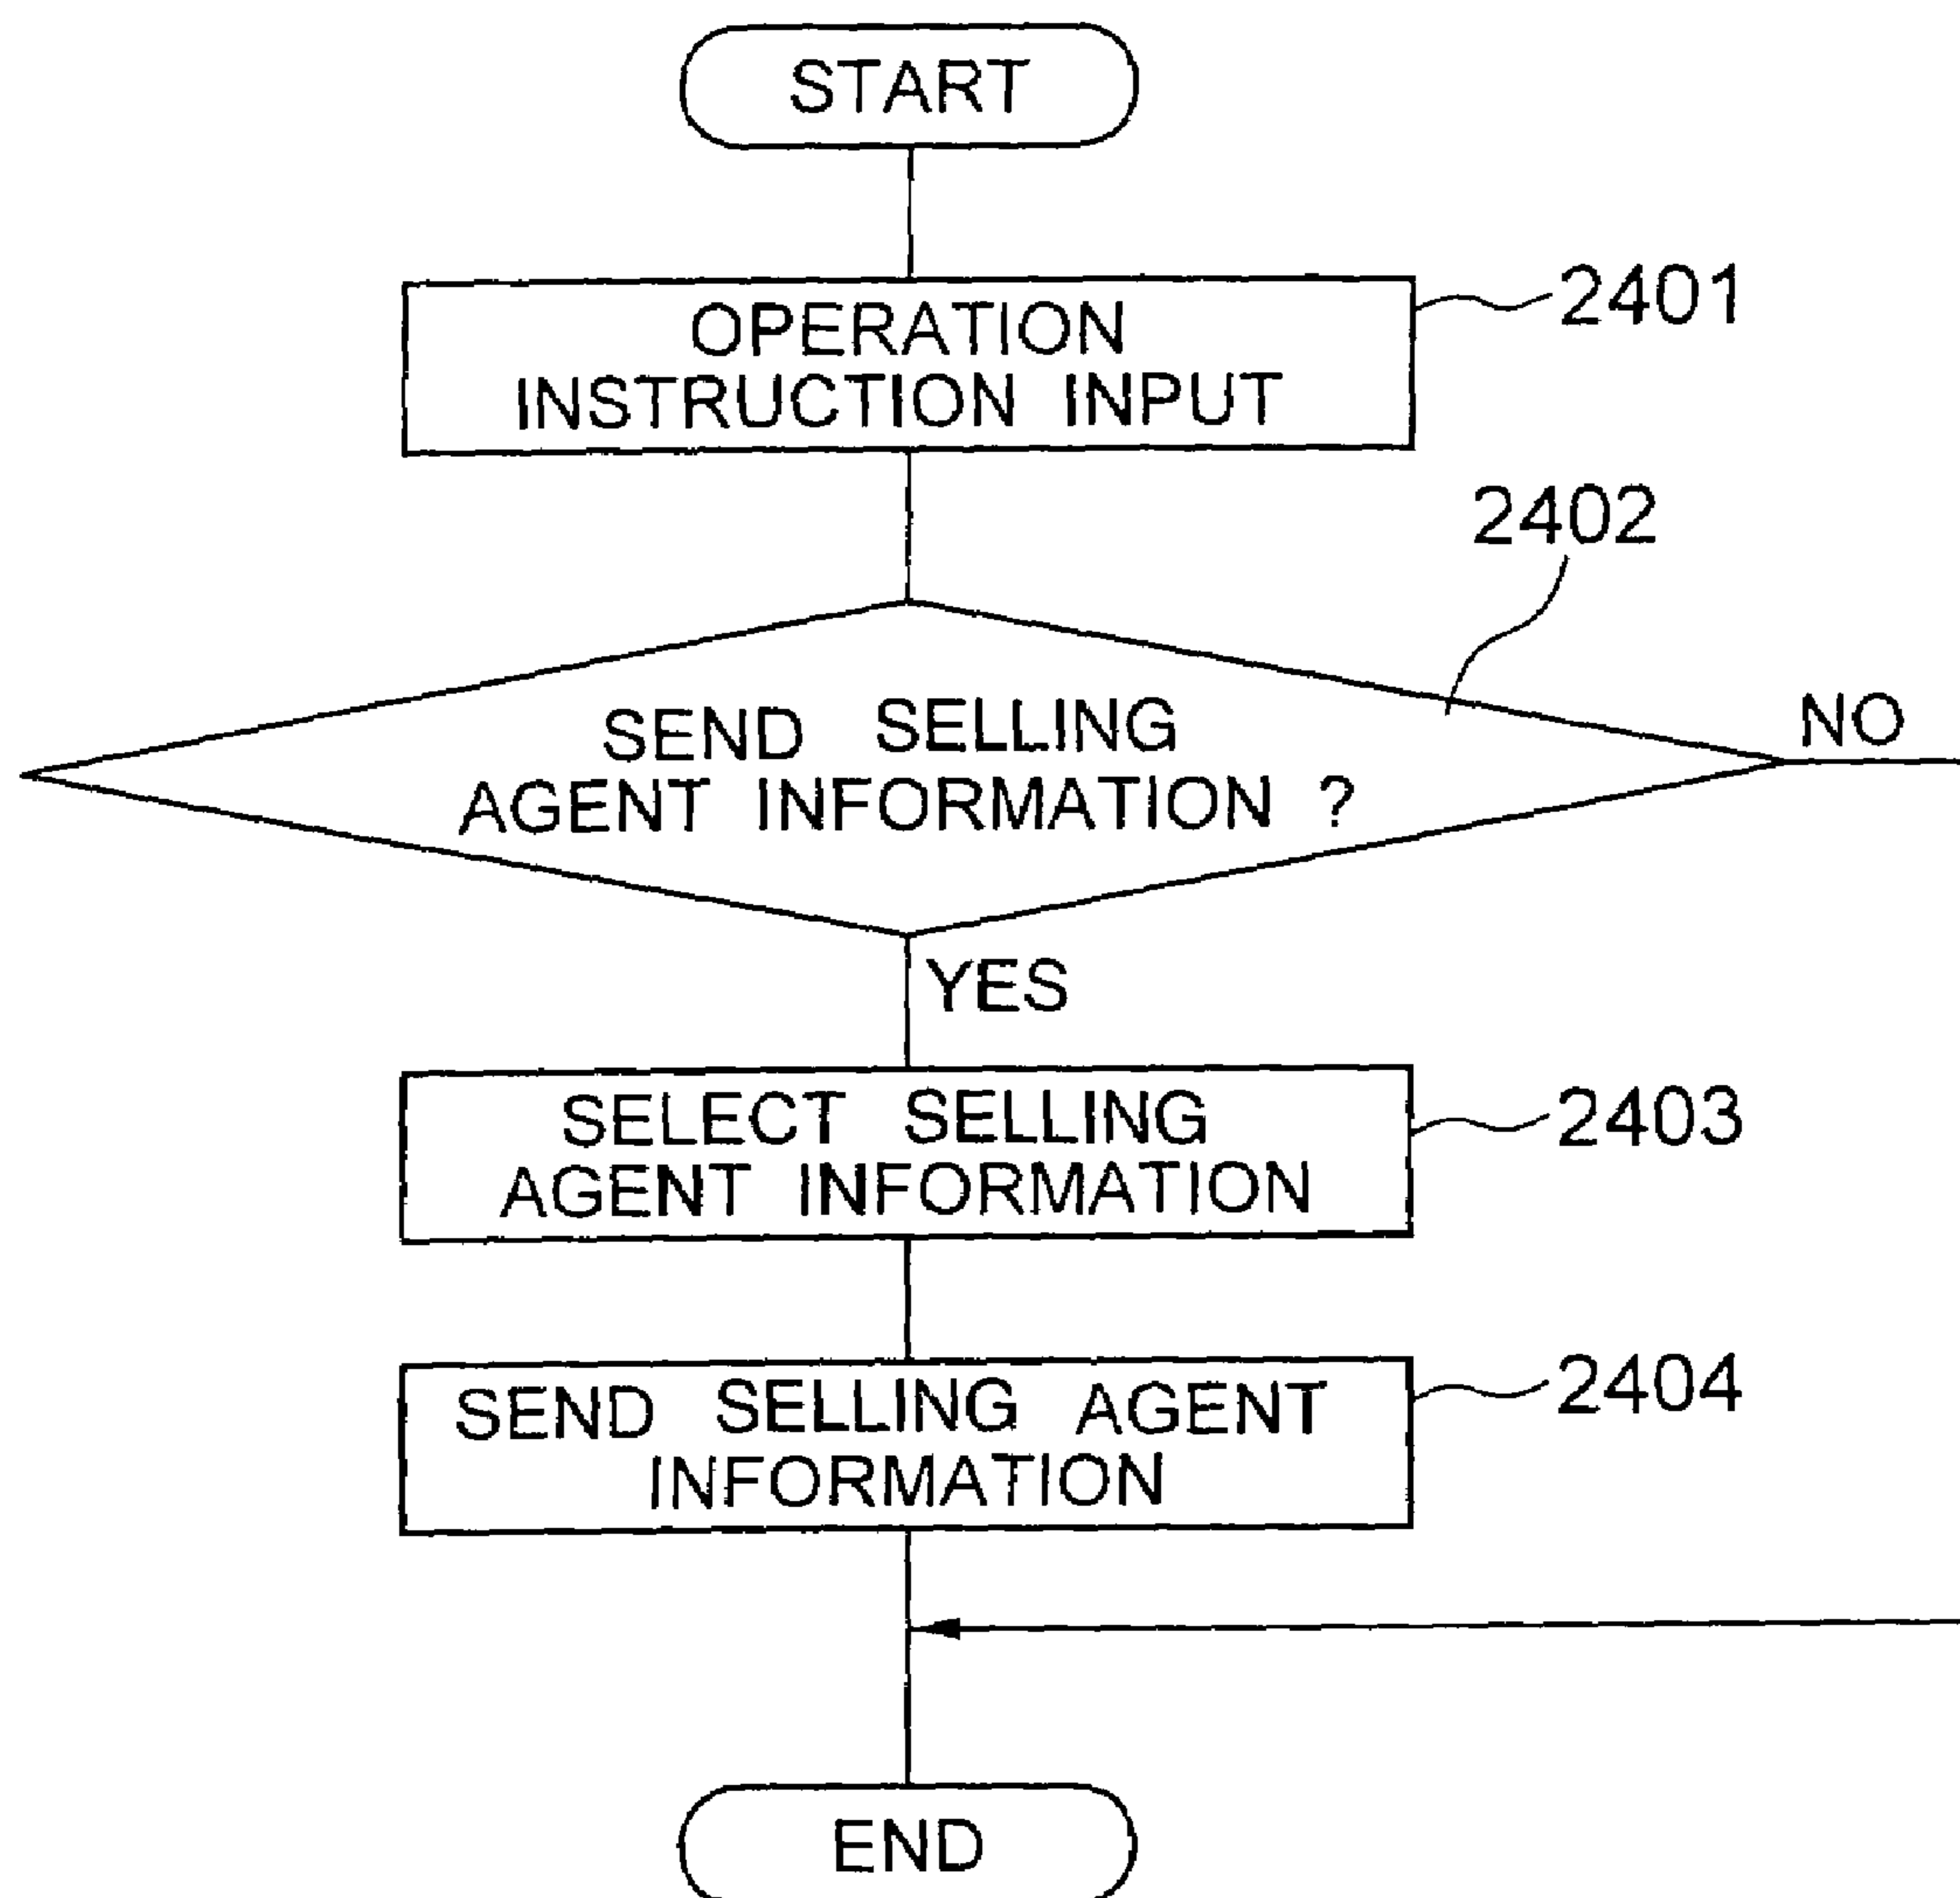 START
OPERATION
INSTRUCTION INPUT
2401
2402
SEND SELLING
AGENT INFORMATION ?
NO
YES
SELECT SELLING
AGENT INFORMATION
2403
SEND SELLING AGENT
INFORMATION
2404
END